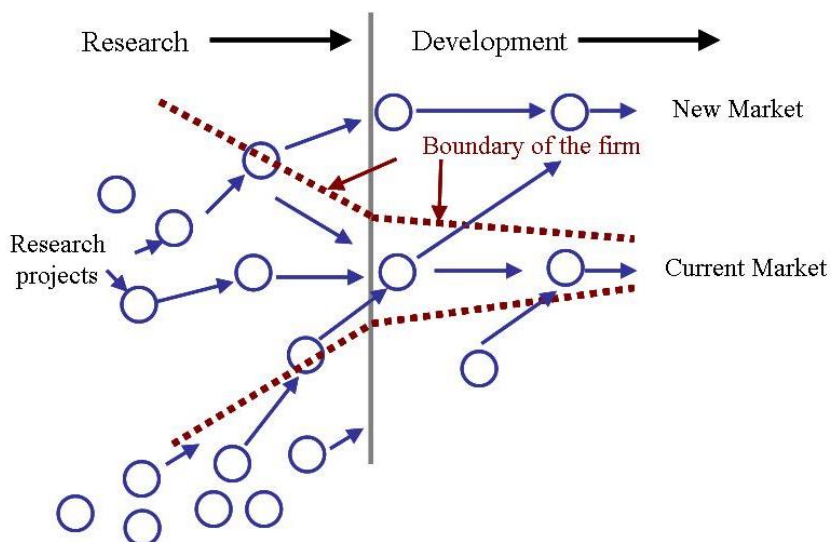 Research
Development
New Market
Boundary of the firm
Research
projects
Current Market